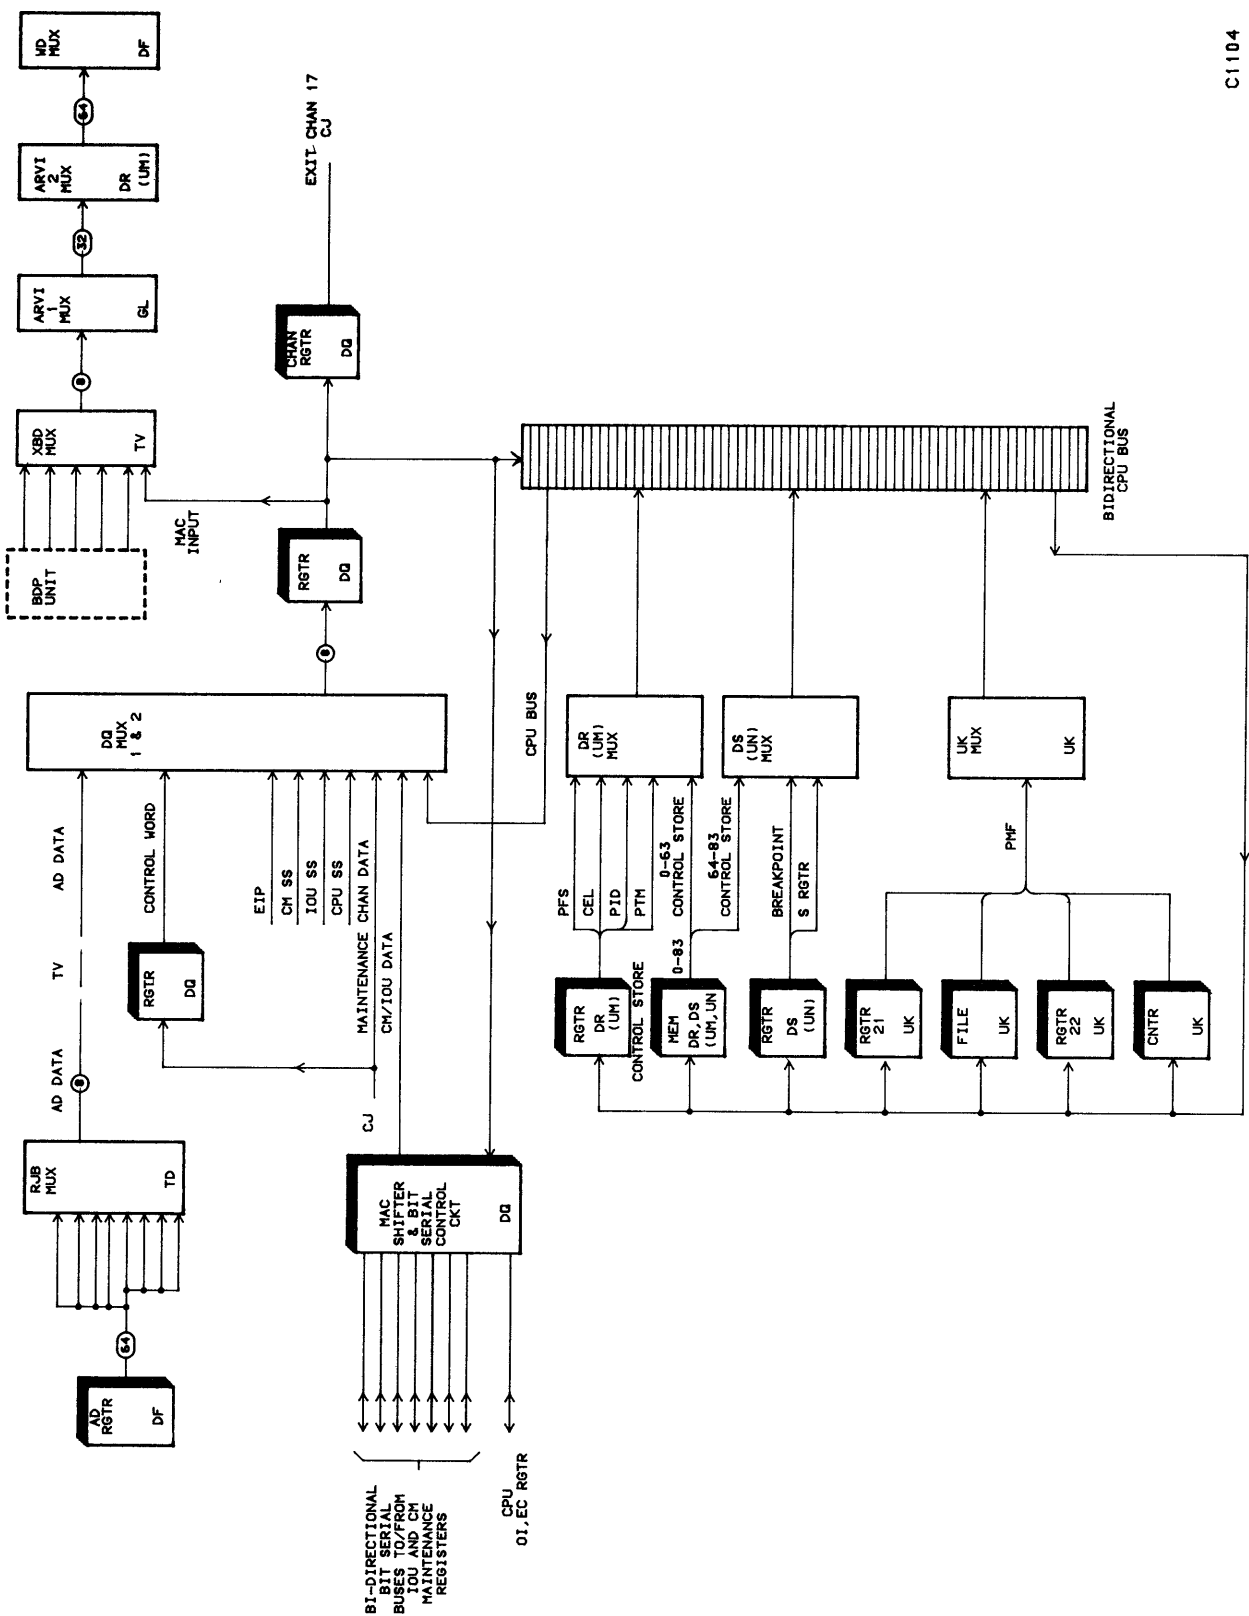 AD
RGTR
DF
64
RJB
MUX
TD
AD DATA
8
TV
AD DATA
BDP
UNIT
XBD
MUX
TV
8
ARVI
1
MUX
GL
32
ARVI
2
MUX
DR
(UM)
64
WD
MUX
DF
RGTR
DQ
CONTROL WORD
DQ
MUX
1 & 2
EIP
CM SS
IOU SS
CPU SS
MAINTENANCE CHAN DATA
CM/IOU DATA
CJ
8
RGTR
DQ
MAC
INPUT
CHAN
RGTR
DQ
EXIT CHAN 17
CJ
BI-DIRECTIONAL
BIT SERIAL
BUSES TO/FROM
IOU AND CM
MAINTENANCE
REGISTERS
CPU
OI,EC RGTR
MAC
SHIFTER
& BIT
SERIAL
CONTROL
CKT
DQ
CPU BUS
RGTR
DR
(UM)
CONTROL STORE
PFS
CEL
PID
PTM
DR
(UM)
MUX
MEM
DR,DS
(UM,UN
0-83
0-63
CONTROL STORE
64-83
CONTROL STORE
DS
(UN)
MUX
RGTR
DS
(UN)
BREAKPOINT
S RGTR
RGTR
21
UK
FILE
UK
RGTR
22
UK
CNTR
UK
PMF
UK
MUX
UK
BIDIRECTIONAL
CPU BUS
C1104